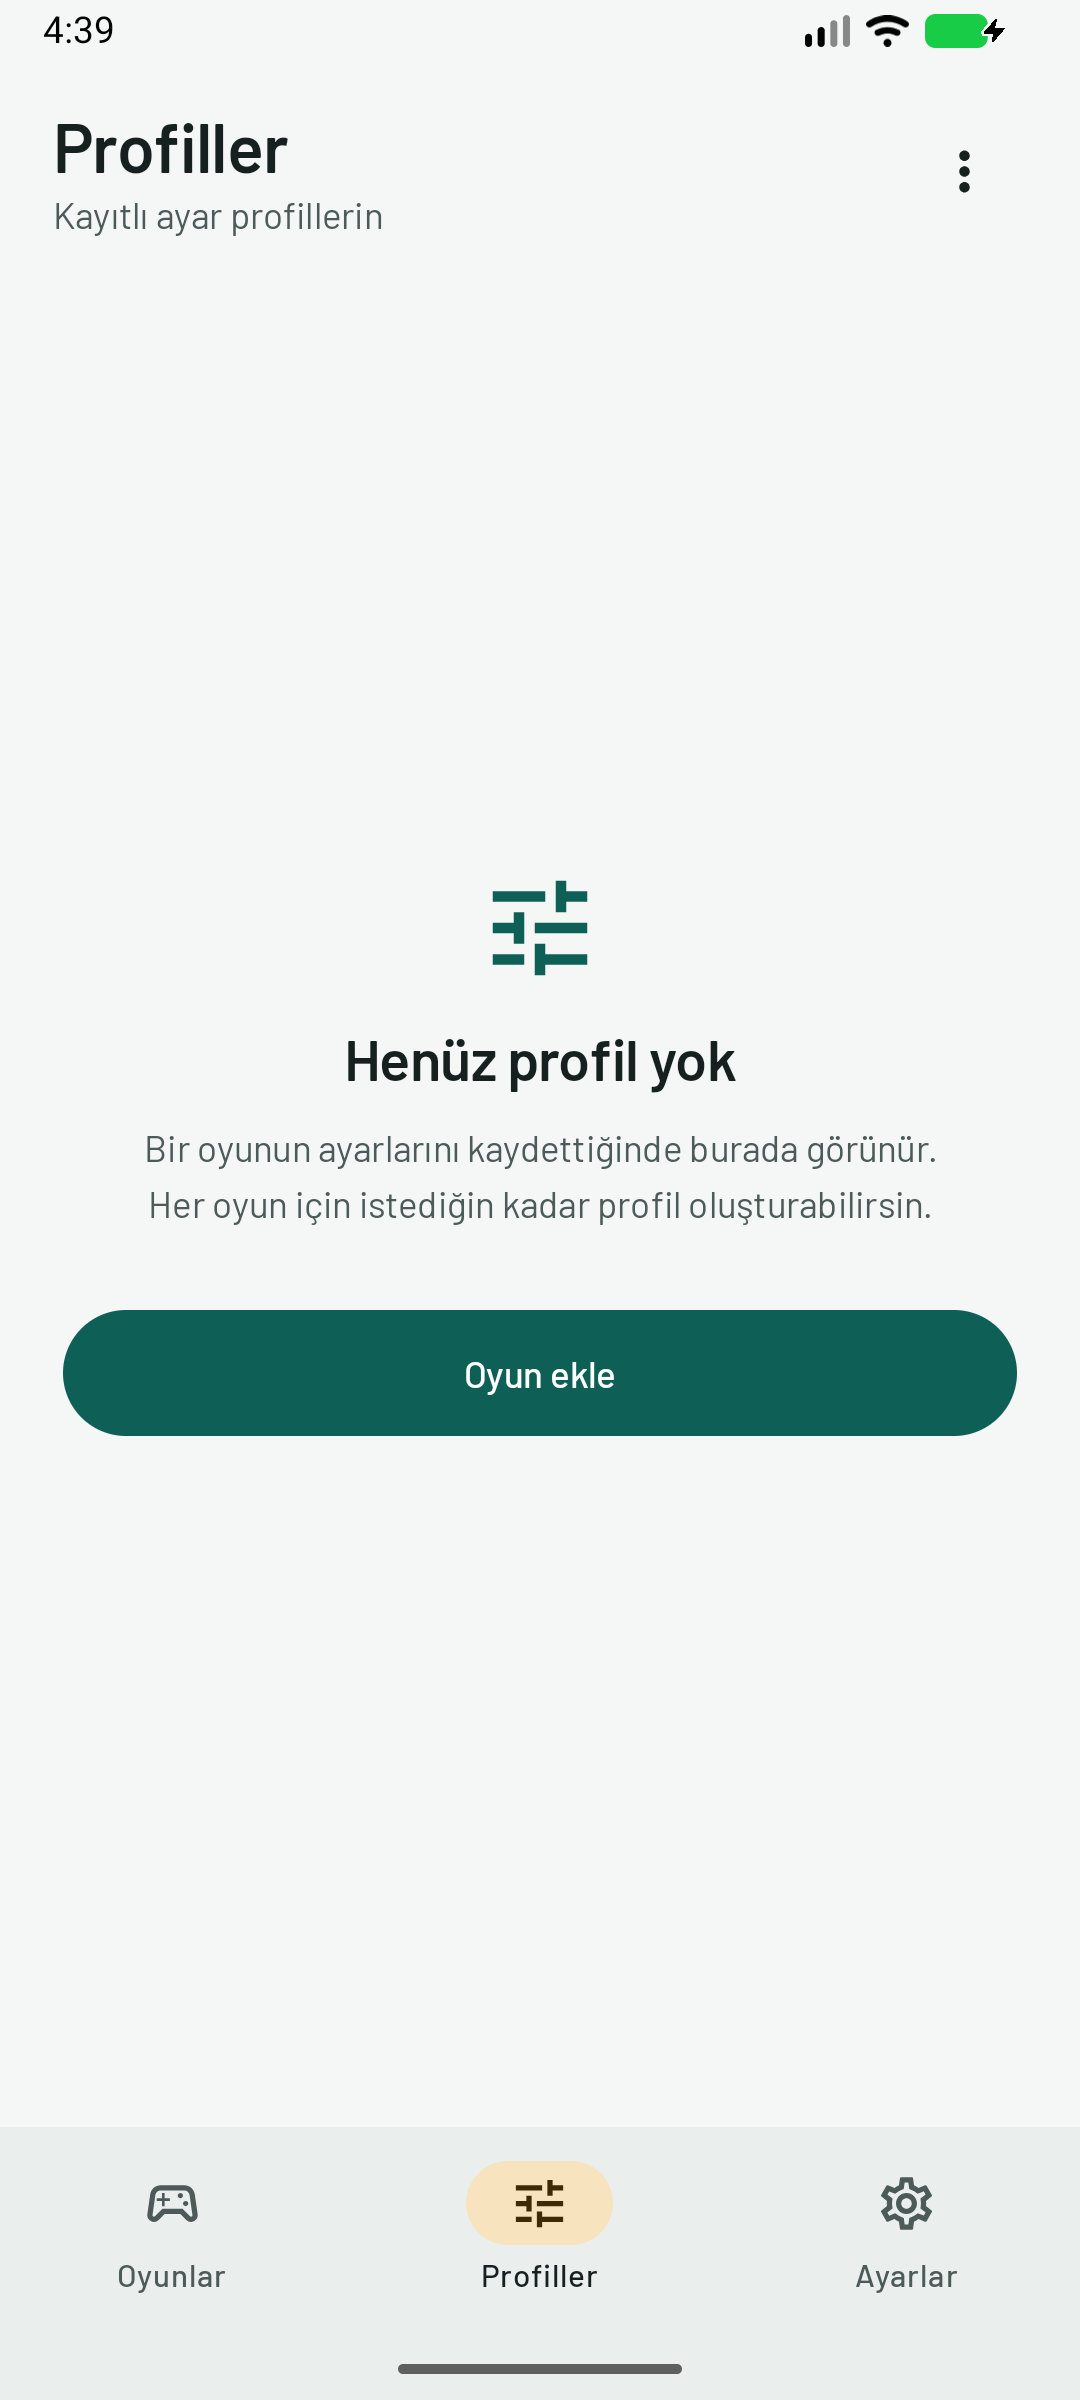 4:39
Profiller
Kayıtlı ayar profillerin
Henüz profil yok
Bir oyunun ayarlarını kaydettiğinde burada görünür.
Her oyun için istediğin kadar profil oluşturabilirsin.
Oyun ekle
Oyunlar
Profiller
Ayarlar